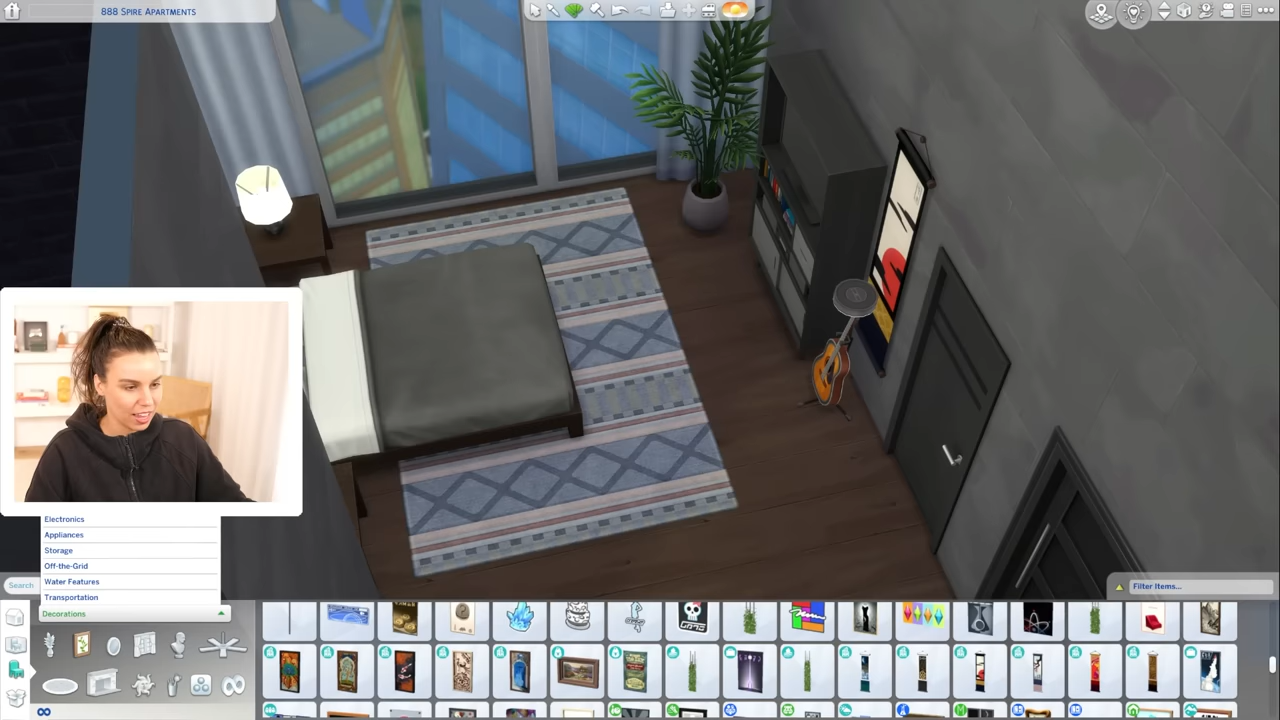 888 Spire Apartments
Electronics
Appliances
Storage
Off-the-Grid
Water Features
Transportation
Search
Decorations
Filter Items...